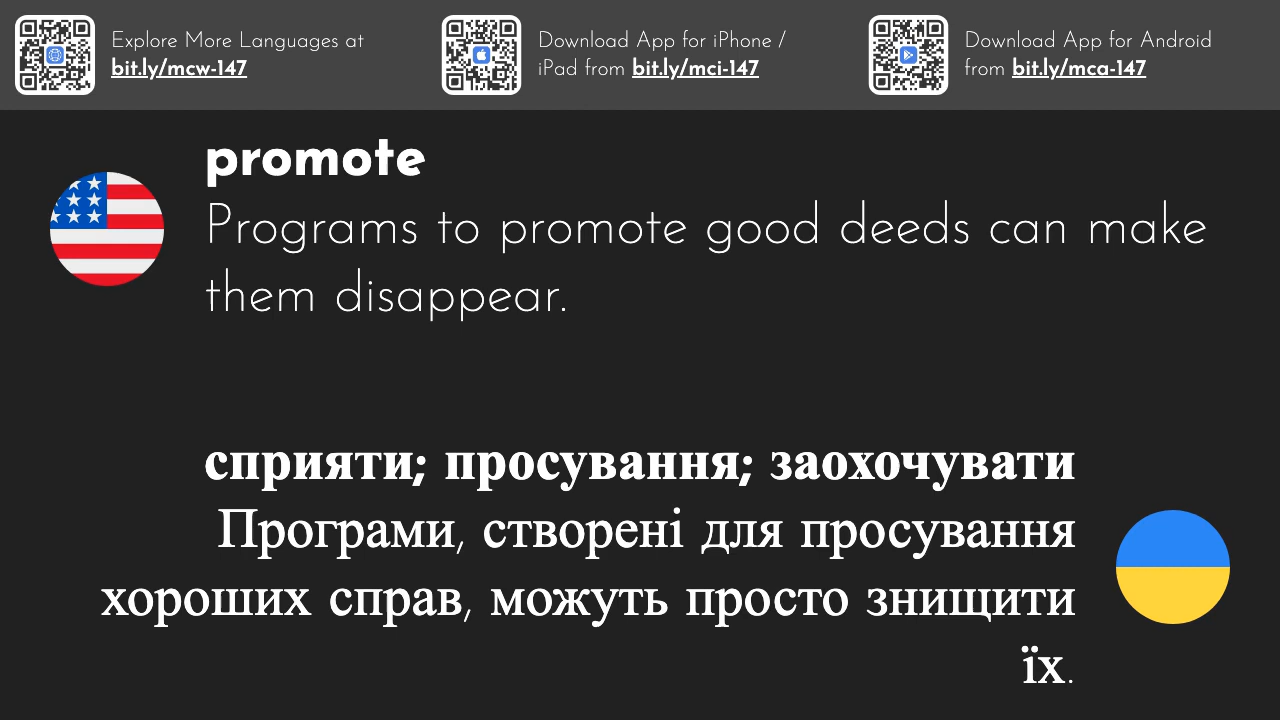 Explore More Languages at
bit.ly/mcw-147
Download App for iPhone /
iPad from bit.ly/mci-147
Download App for Android
from bit.ly/mca-147
promote
Programs to promote good deeds can make
them disappear.
сприяти; просування; заохочувати
Програми, створені для просування
хороших справ, можуть просто знищити
їх.